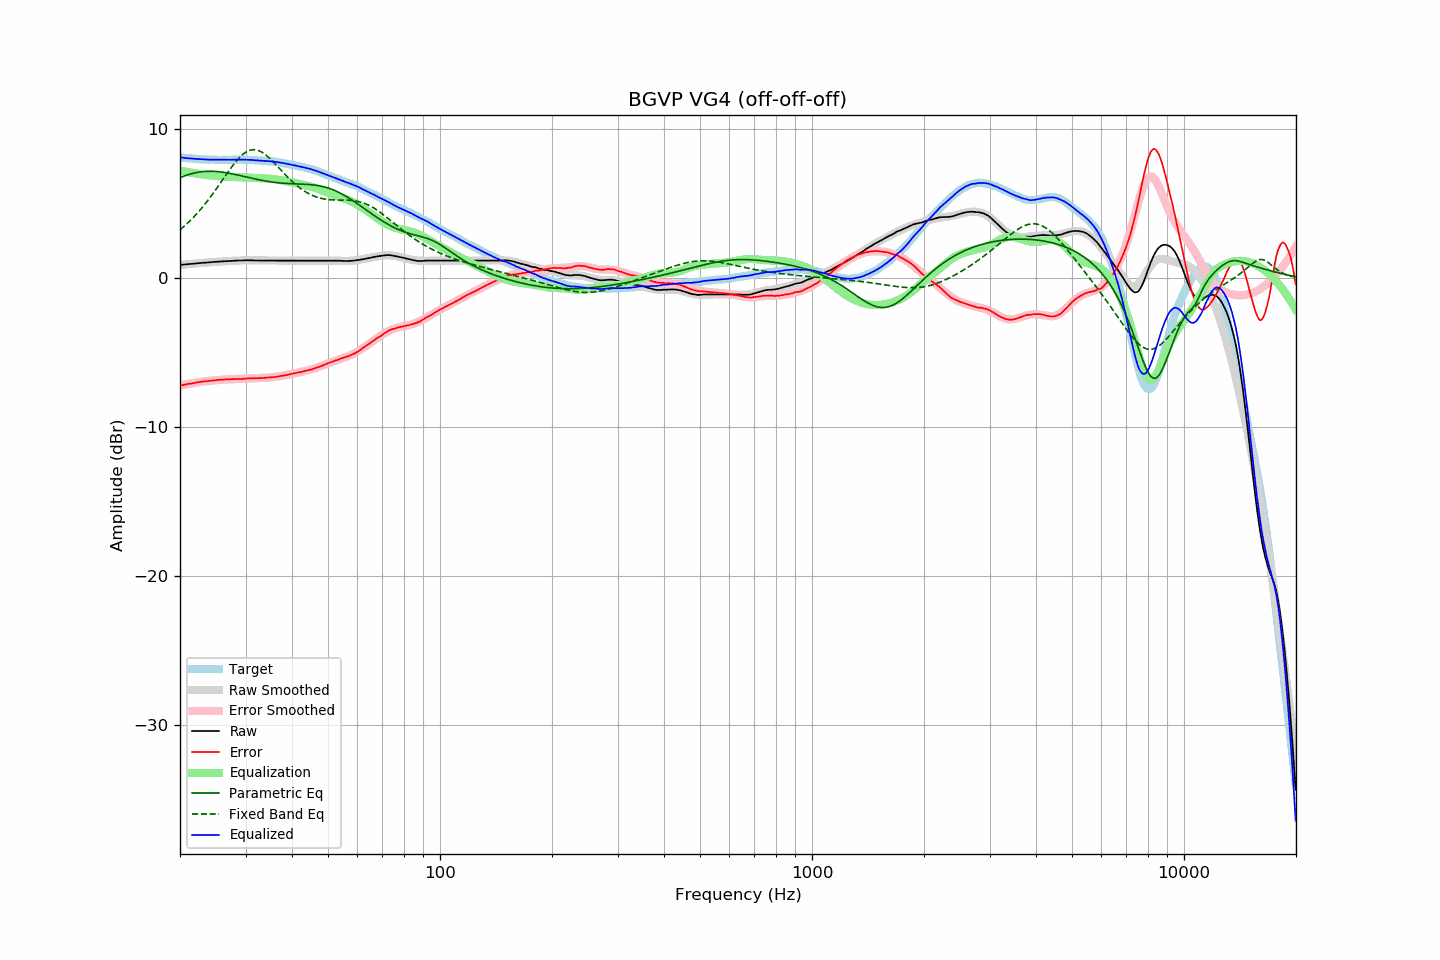 BGVP VG4 (off-off-off)
10
0
−10
−20
−30
Amplitude (dBr)
Target
Raw Smoothed
Error Smoothed
Raw
Error
Equalization
Parametric Eq
Fixed Band Eq
Equalized
100
1000
10000
Frequency (Hz)